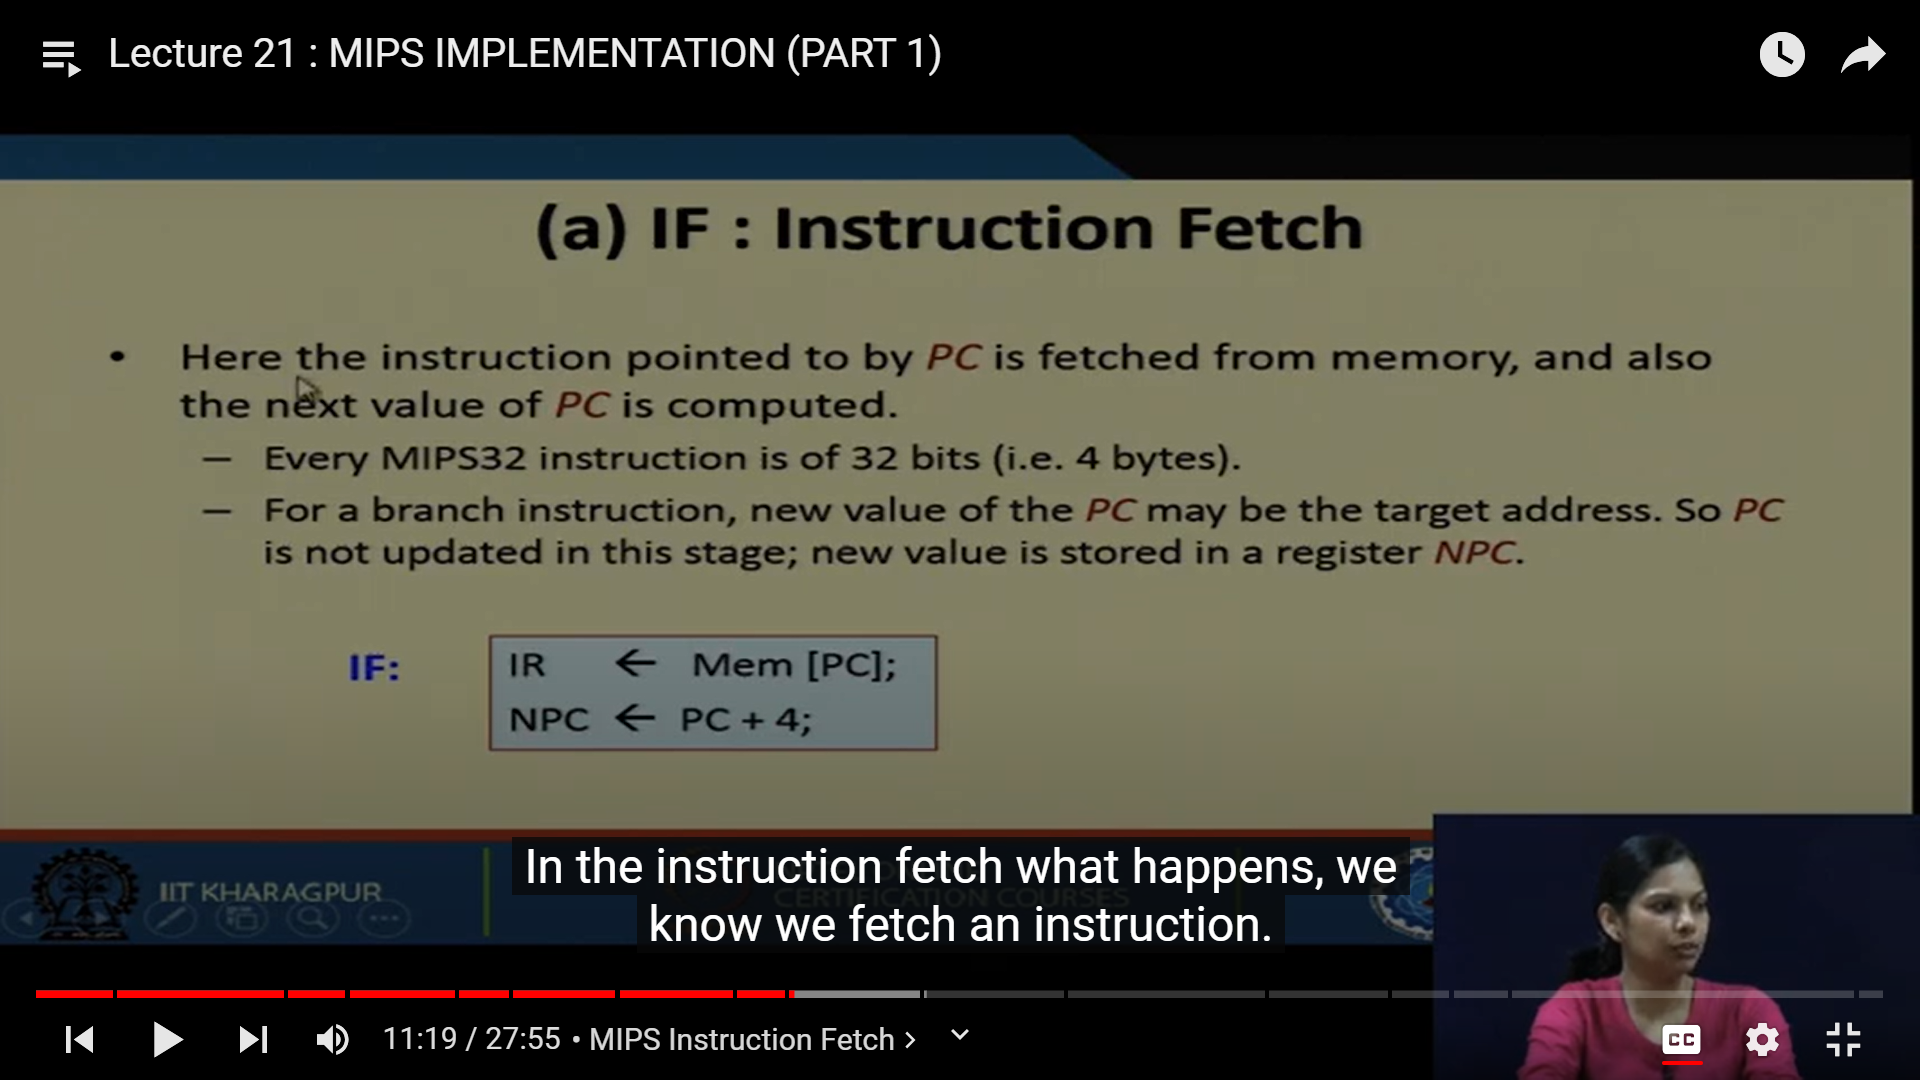 Lecture 21 : MIPS IMPLEMENTATION (PART 1)
(a) IF : Instruction Fetch
• Here the instruction pointed to by PC is fetched from memory, and also
the next value of PC is computed.
– Every MIPS32 instruction is of 32 bits (i.e. 4 bytes).
– For a branch instruction, new value of the PC may be the target address. So PC
is not updated in this stage; new value is stored in a register NPC.
IF:
IR ← Mem [PC];
NPC ← PC + 4;
IIT KHARAGPUR
CERTIFICATION COURSES
In the instruction fetch what happens, we
know we fetch an instruction.
11:19 / 27:55 • MIPS Instruction Fetch ›
CC